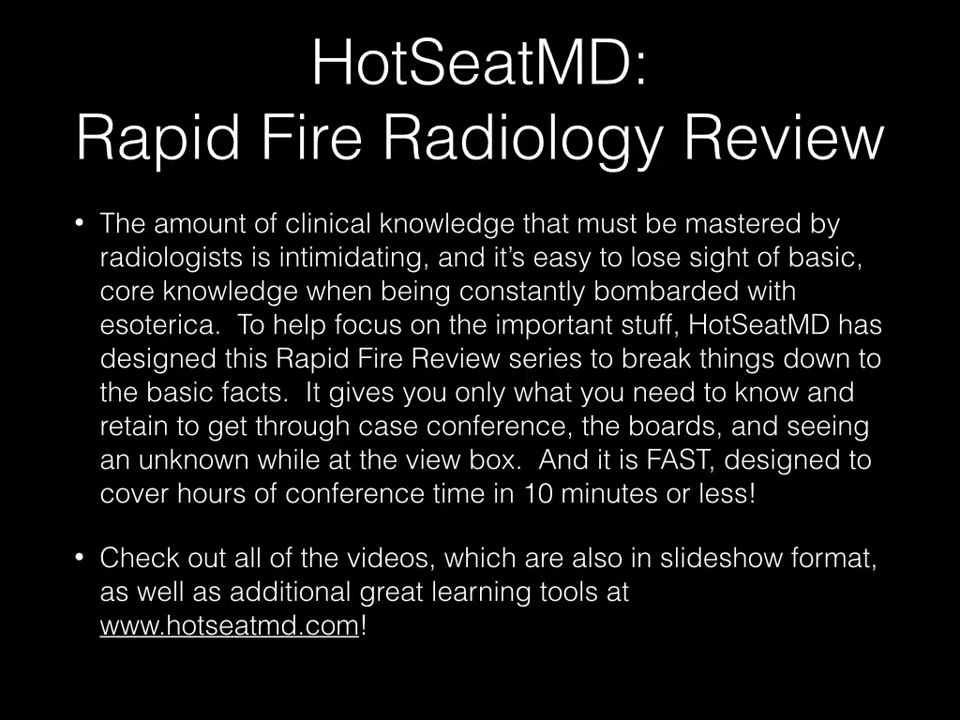 HotSeatMD:
Rapid Fire Radiology Review
• The amount of clinical knowledge that must be mastered by
radiologists is intimidating, and it’s easy to lose sight of basic,
core knowledge when being constantly bombarded with
esoterica.  To help focus on the important stuff, HotSeatMD has
designed this Rapid Fire Review series to break things down to
the basic facts.  It gives you only what you need to know and
retain to get through case conference, the boards, and seeing
an unknown while at the view box.  And it is FAST, designed to
cover hours of conference time in 10 minutes or less!
• Check out all of the videos, which are also in slideshow format,
as well as additional great learning tools at
www.hotseatmd.com!